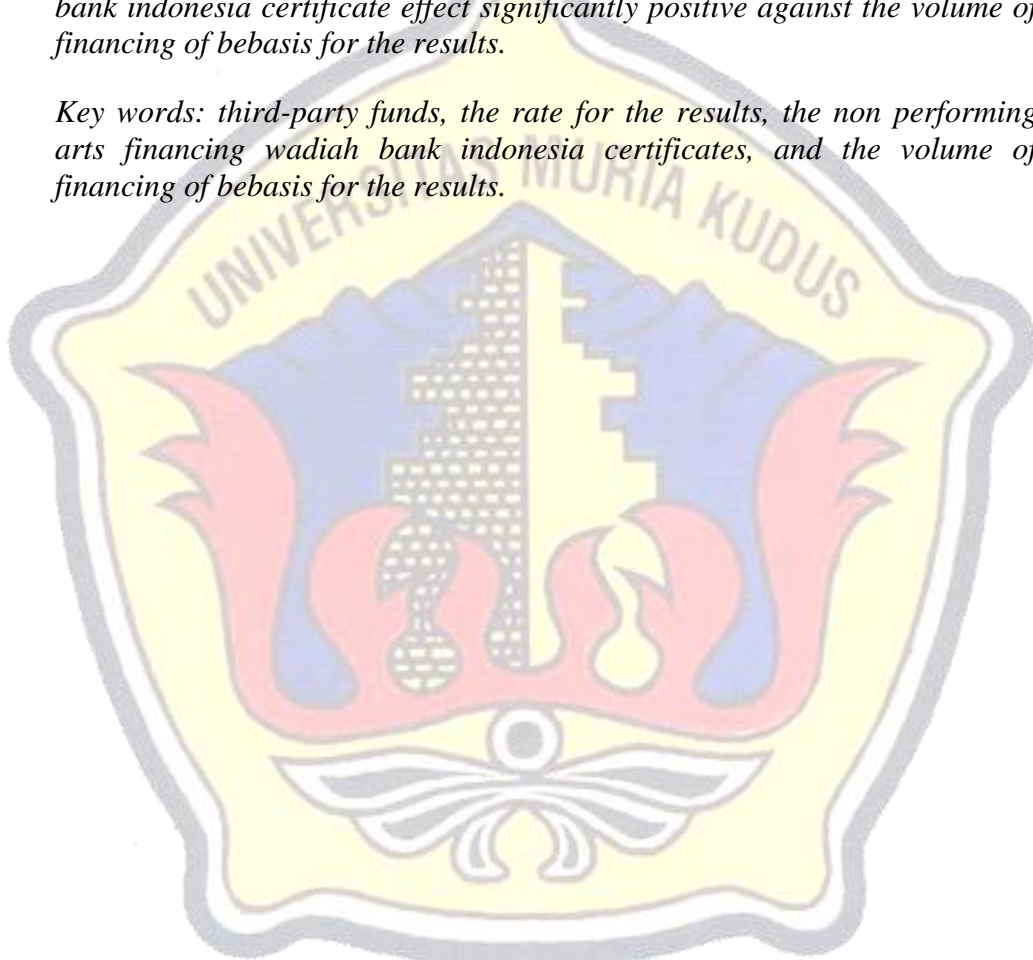 bank indonesia certificate effect significantly positive against the volume of
financing of bebasis for the results.
Key words: third-party funds, the rate for the results, the non performing
arts financing wadiah bank indonesia certificates, and the volume of
financing of bebasis for the results.
UNIVERSITAS MURIA KUDUS